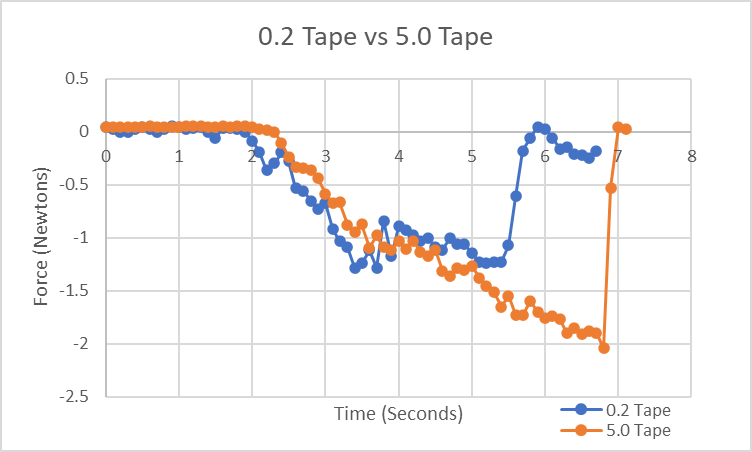 0.2 Tape vs 5.0 Tape
0.5
0
0 1 2 3 4 5 6 7 8
-0.5
-1
-1.5
-2
-2.5
Force (Newtons)
Time (Seconds)
0.2 Tape
5.0 Tape